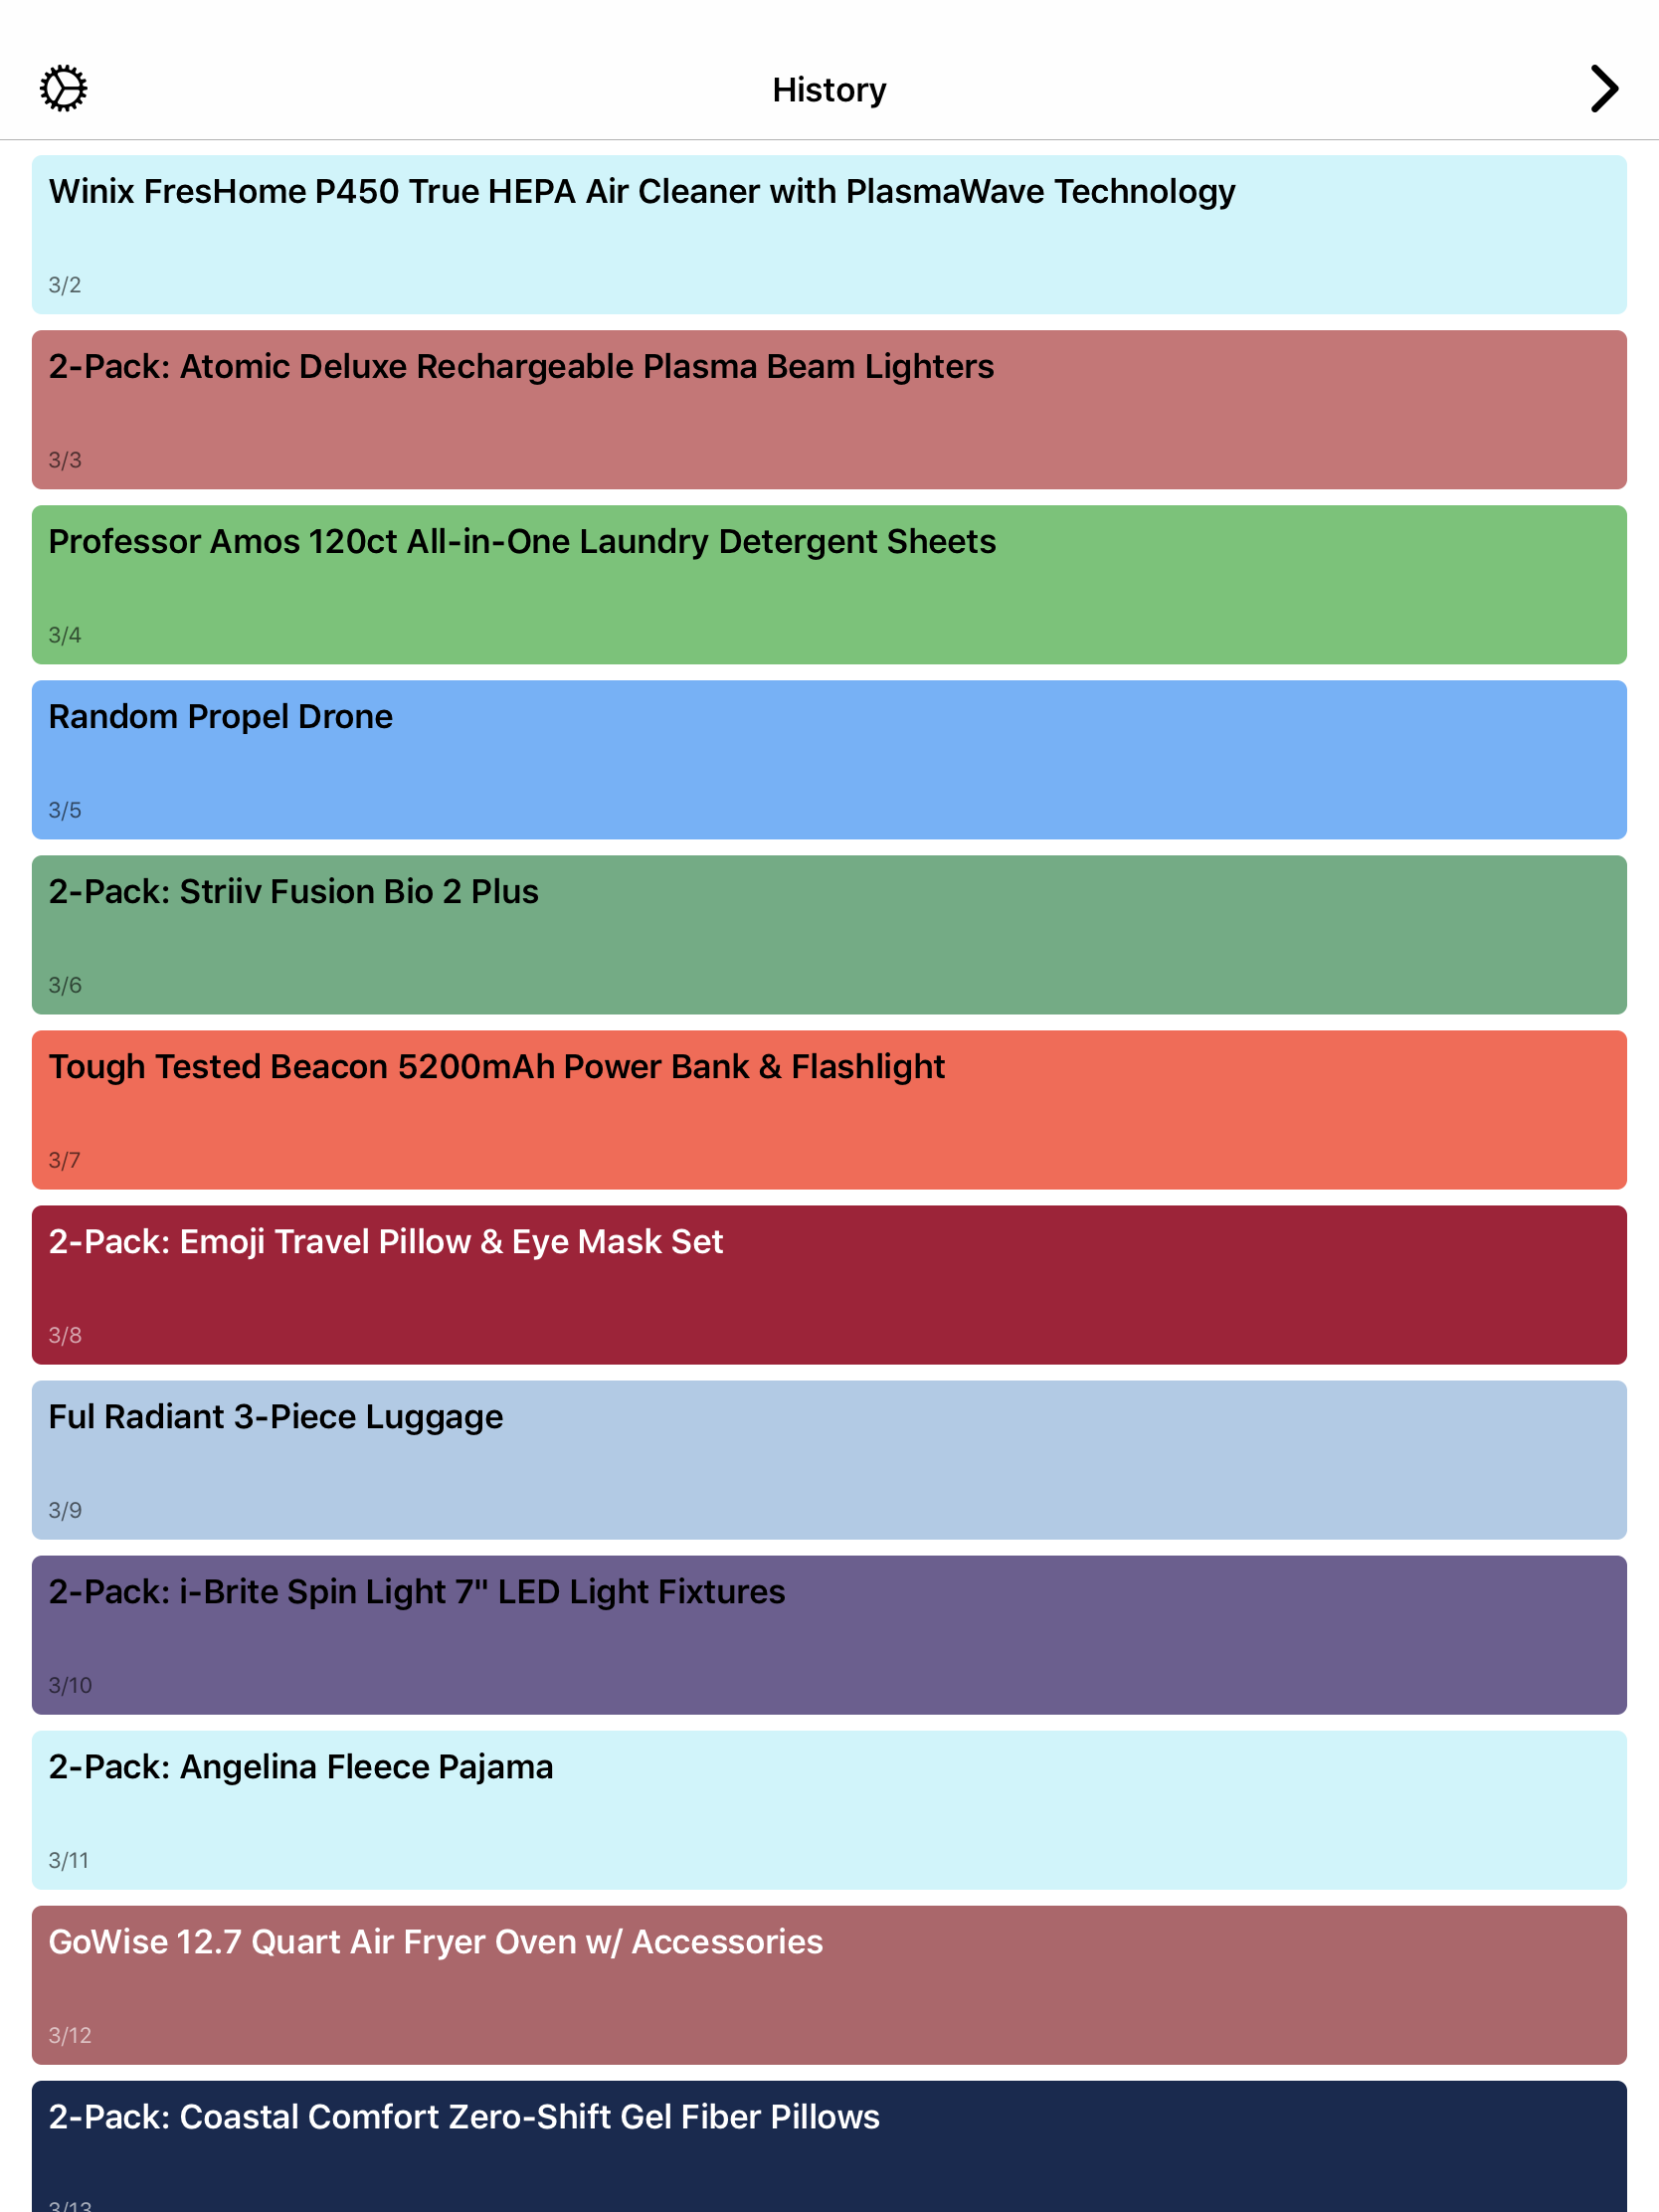 History
Winix FresHome P450 True HEPA Air Cleaner with PlasmaWave Technology
3/2
2-Pack: Atomic Deluxe Rechargeable Plasma Beam Lighters
3/3
Professor Amos 120ct All-in-One Laundry Detergent Sheets
3/4
Random Propel Drone
3/5
2-Pack: Striiv Fusion Bio 2 Plus
3/6
Tough Tested Beacon 5200mAh Power Bank & Flashlight
3/7
2-Pack: Emoji Travel Pillow & Eye Mask Set
3/8
Ful Radiant 3-Piece Luggage
3/9
2-Pack: i-Brite Spin Light 7" LED Light Fixtures
3/10
2-Pack: Angelina Fleece Pajama
3/11
GoWise 12.7 Quart Air Fryer Oven w/ Accessories
3/12
2-Pack: Coastal Comfort Zero-Shift Gel Fiber Pillows
3/13